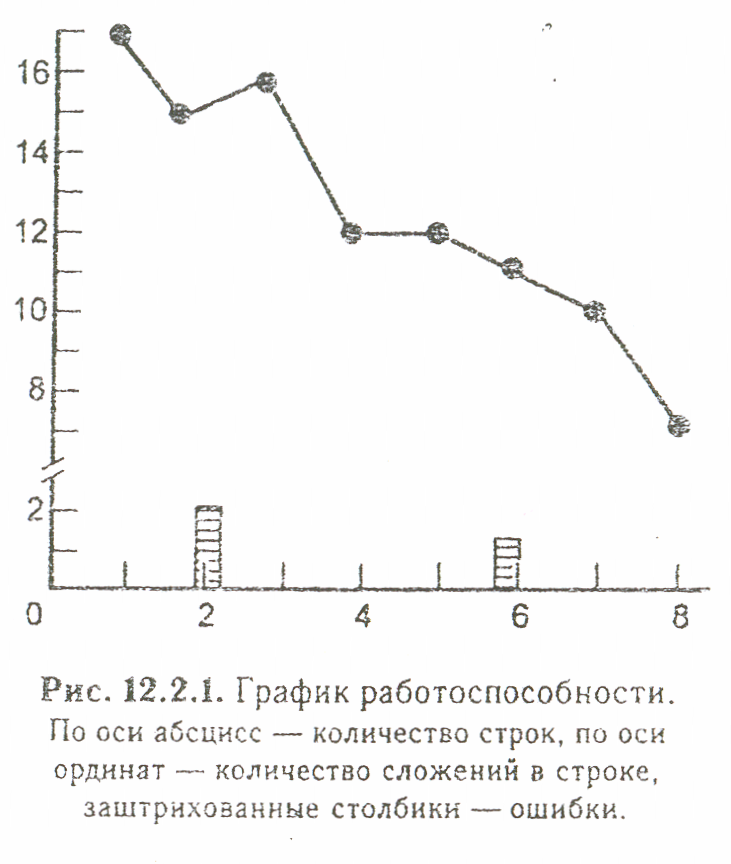 16
14
12
10
8
2
0 2 4 6 8
Рис. 12.2.1. График работоспособности.
По оси абсцисс — количество строк, по оси
ординат — количество сложений в строке,
заштрихованные столбики — ошибки.